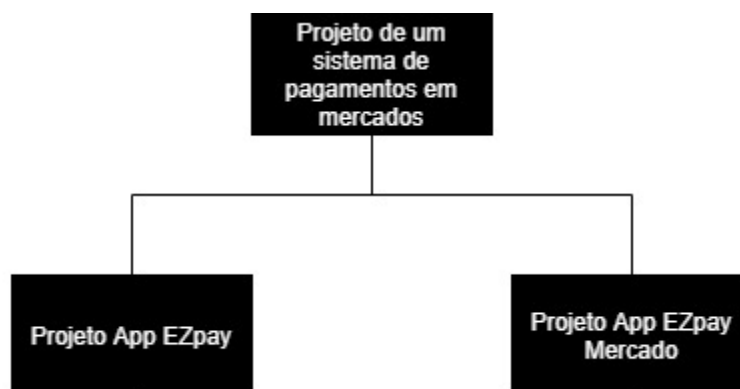 Projeto de um
sistema de
pagamentos em
mercados
Projeto App EZpay
Projeto App EZpay
Mercado